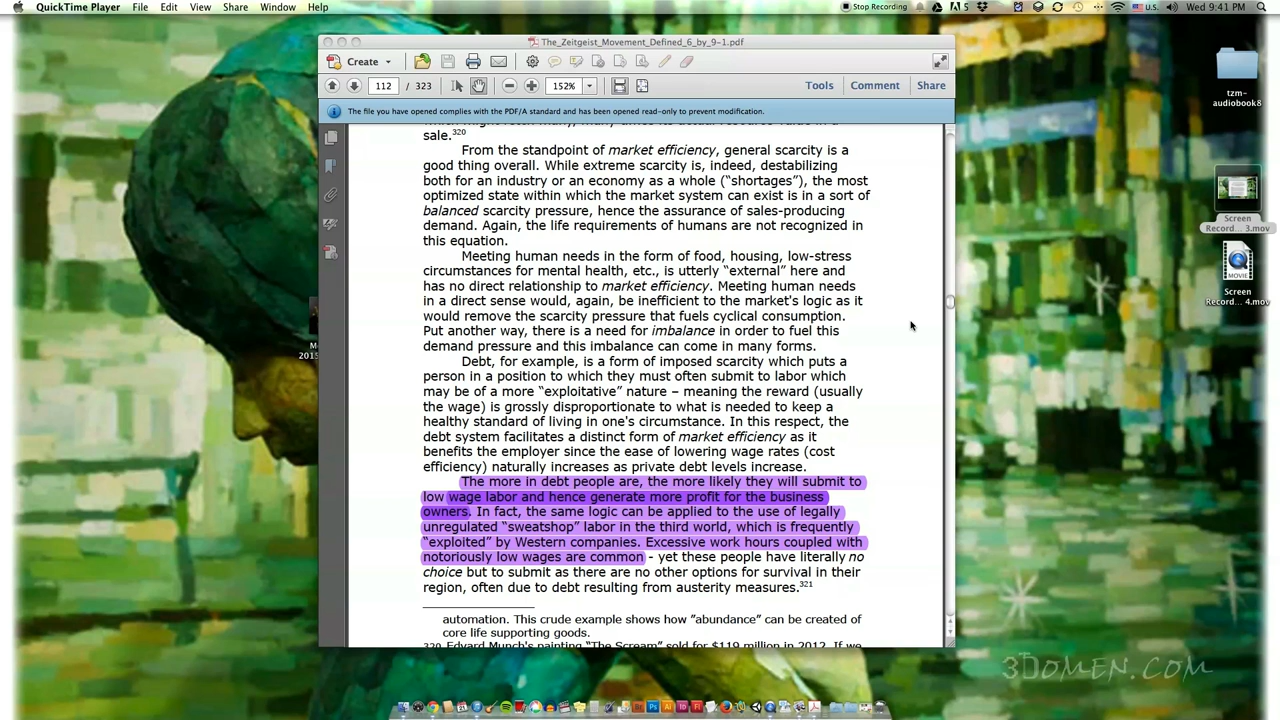 QuickTime Player File Edit View Share Window Help
Stop Recording
A 5
U.S.
Wed 9:41 PM
The_Zeitgeist_Movement_Defined_6_by_9-1.pdf
Create
112 / 323
152%
Tools Comment Share
The file you have opened complies with the PDF/A standard and has been opened read-only to prevent modification.
sale.320
From the standpoint of market efficiency, general scarcity is a
good thing overall. While extreme scarcity is, indeed, destabilizing
both for an industry or an economy as a whole (“shortages”), the most
optimized state within which the market system can exist is in a sort of
balanced scarcity pressure, hence the assurance of sales-producing
demand. Again, the life requirements of humans are not recognized in
this equation.
Meeting human needs in the form of food, housing, low-stress
circumstances for mental health, etc., is utterly “external” here and
has no direct relationship to market efficiency. Meeting human needs
in a direct sense would, again, be inefficient to the market's logic as it
would remove the scarcity pressure that fuels cyclical consumption.
Put another way, there is a need for imbalance in order to fuel this
demand pressure and this imbalance can come in many forms.
Debt, for example, is a form of imposed scarcity which puts a
person in a position to which they must often submit to labor which
may be of a more “exploitative” nature – meaning the reward (usually
the wage) is grossly disproportionate to what is needed to keep a
healthy standard of living in one's circumstance. In this respect, the
debt system facilitates a distinct form of market efficiency as it
benefits the employer since the ease of lowering wage rates (cost
efficiency) naturally increases as private debt levels increase.
The more in debt people are, the more likely they will submit to
low wage labor and hence generate more profit for the business
owners. In fact, the same logic can be applied to the use of legally
unregulated “sweatshop” labor in the third world, which is frequently
“exploited” by Western companies. Excessive work hours coupled with
notoriously low wages are common - yet these people have literally no
choice but to submit as there are no other options for survival in their
region, often due to debt resulting from austerity measures.321
automation. This crude example shows how "abundance" can be created of
core life supporting goods.
320 Edvard Munch's painting “The Scream” sold for $119 million in 2012. If we
tzm-
audiobook8
Screen
Record... 3.mov
MOVIE
Screen
Record... 4.mov
3DOMEN.COM